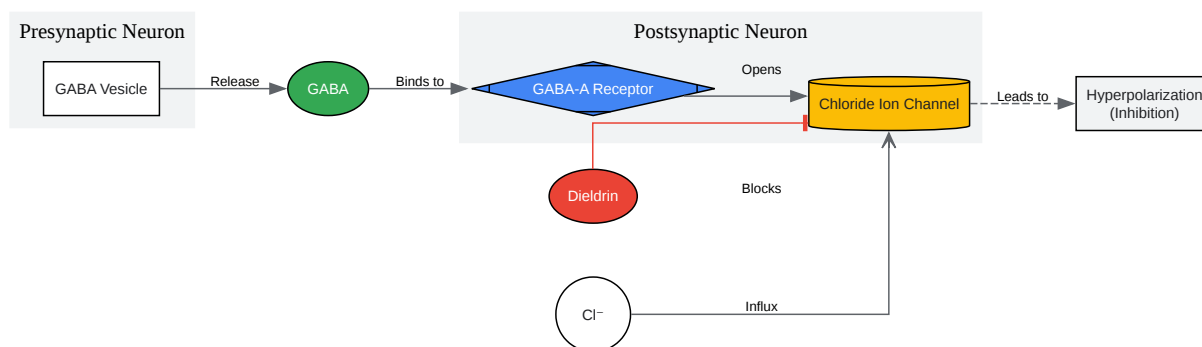 Presynaptic Neuron
Postsynaptic Neuron
GABA Vesicle
Release
GABA
Binds to
GABA-A Receptor
Opens
Chloride Ion Channel
Leads to
Hyperpolarization
(Inhibition)
Dieldrin
Blocks
Cl⁻
Influx